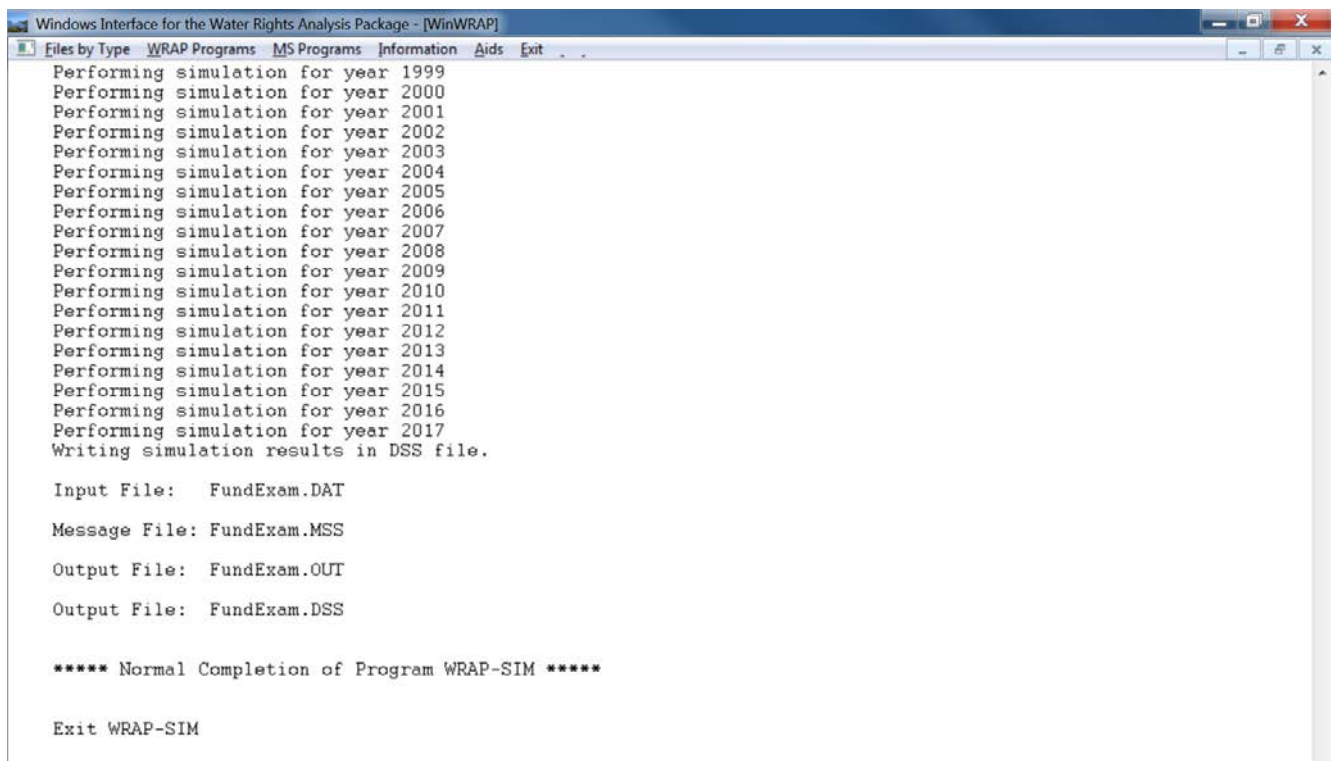 Windows Interface for the Water Rights Analysis Package - [WinWRAP]
Files by Type WRAP Programs MS Programs Information Aids Exit . .
Performing simulation for year 1999
Performing simulation for year 2000
Performing simulation for year 2001
Performing simulation for year 2002
Performing simulation for year 2003
Performing simulation for year 2004
Performing simulation for year 2005
Performing simulation for year 2006
Performing simulation for year 2007
Performing simulation for year 2008
Performing simulation for year 2009
Performing simulation for year 2010
Performing simulation for year 2011
Performing simulation for year 2012
Performing simulation for year 2013
Performing simulation for year 2014
Performing simulation for year 2015
Performing simulation for year 2016
Performing simulation for year 2017
Writing simulation results in DSS file.
Input File: FundExam.DAT
Message File: FundExam.MSS
Output File: FundExam.OUT
Output File: FundExam.DSS
***** Normal Completion of Program WRAP-SIM *****
Exit WRAP-SIM